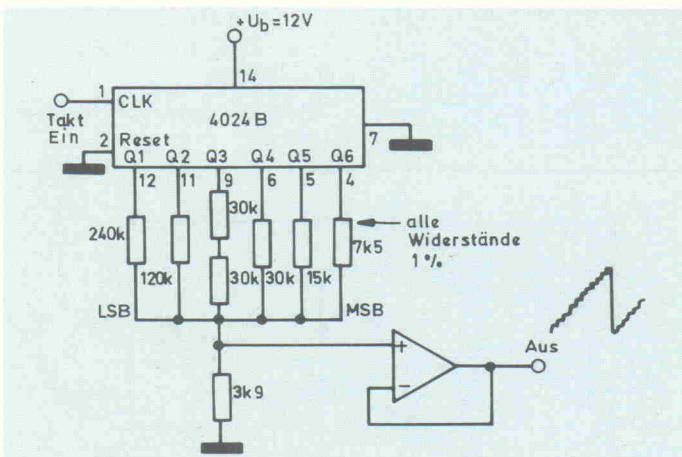 +U_b=12V
14
1
CLK
4024B
Takt
Ein
2
Reset
7
Q1 Q2 Q3 Q4 Q5 Q6
12 11 9 6 5 4
30k
240k
120k
30k
30k
15k
7k5
alle
Widerstände
1%
LSB
MSB
+
−
Aus
3k9